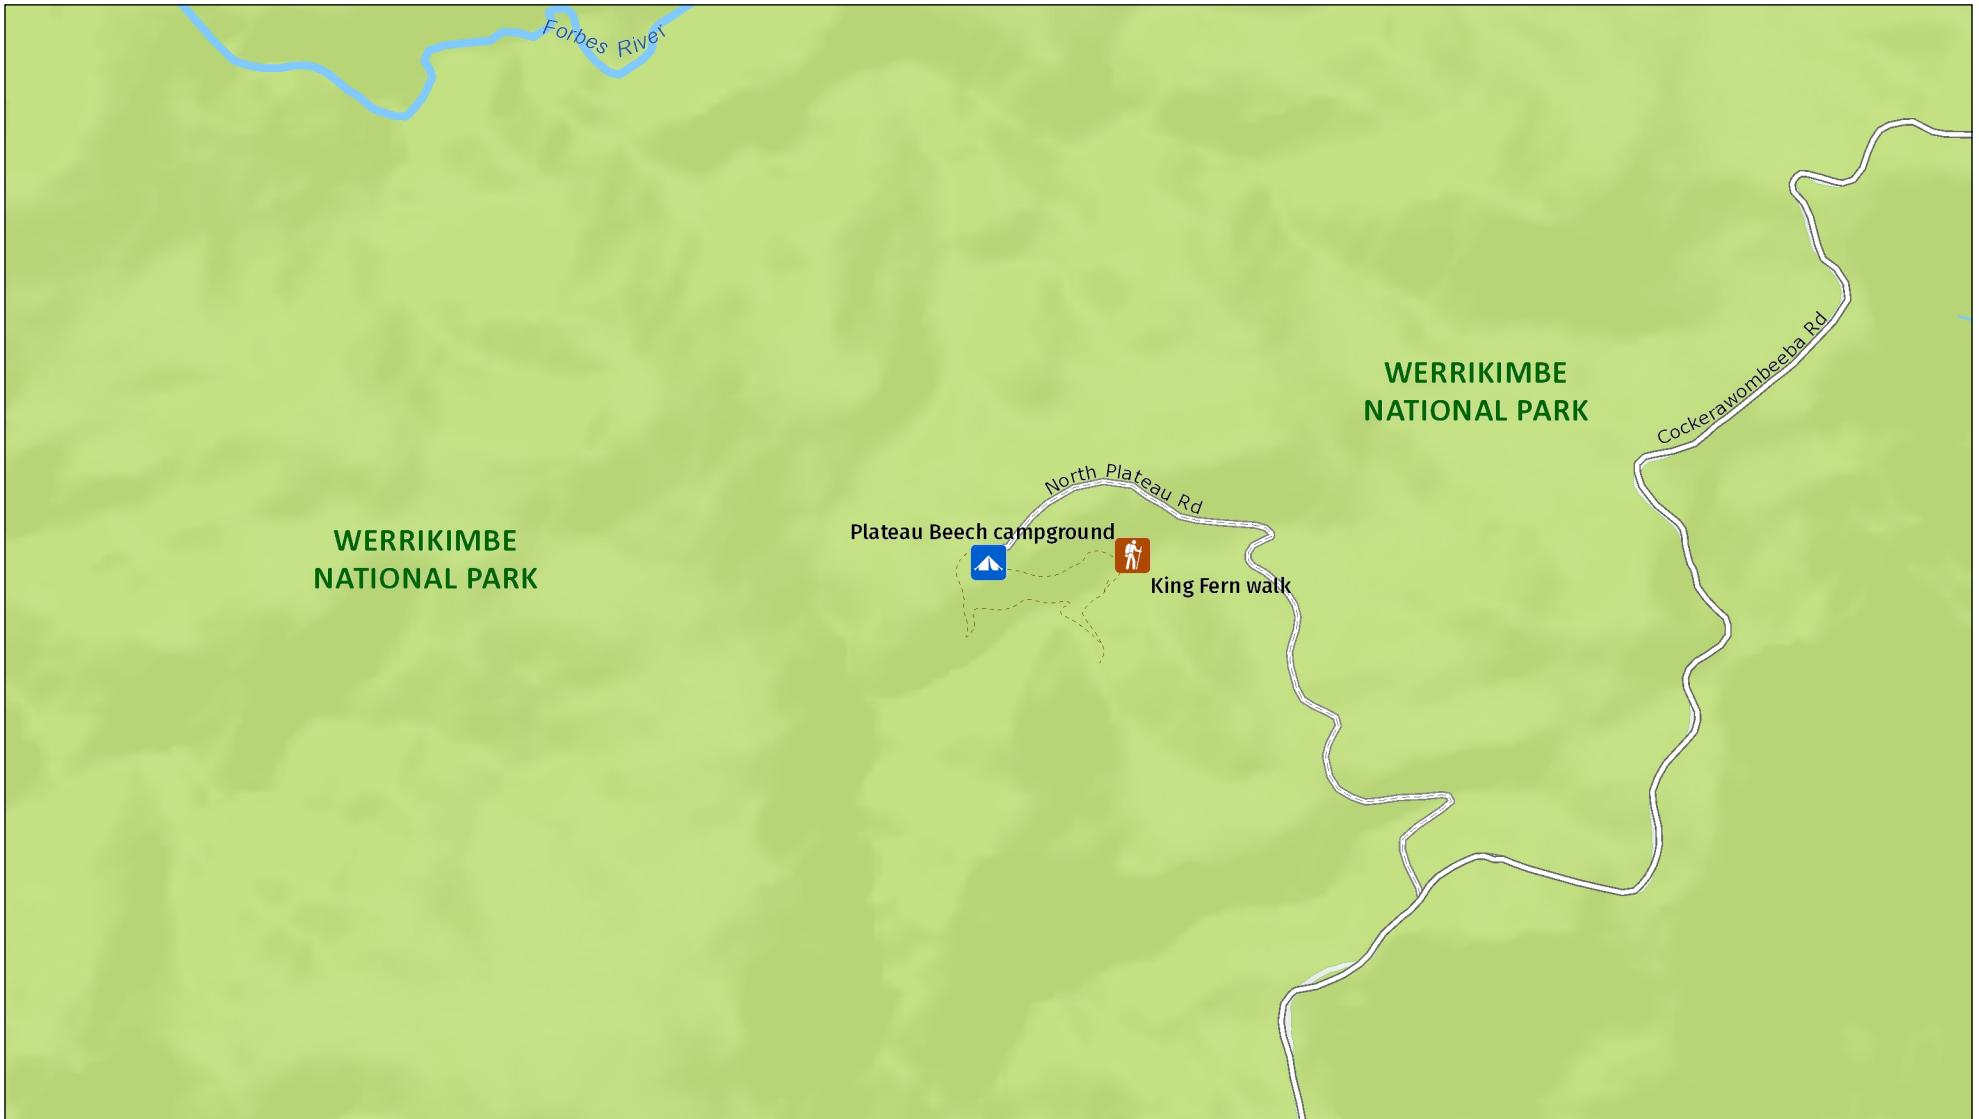 Forbes River
WERRIKIMBE
NATIONAL PARK
Cockerawombeeba Rd
North Plateau Rd
Plateau Beech campground
WERRIKIMBE
NATIONAL PARK
King Fern walk